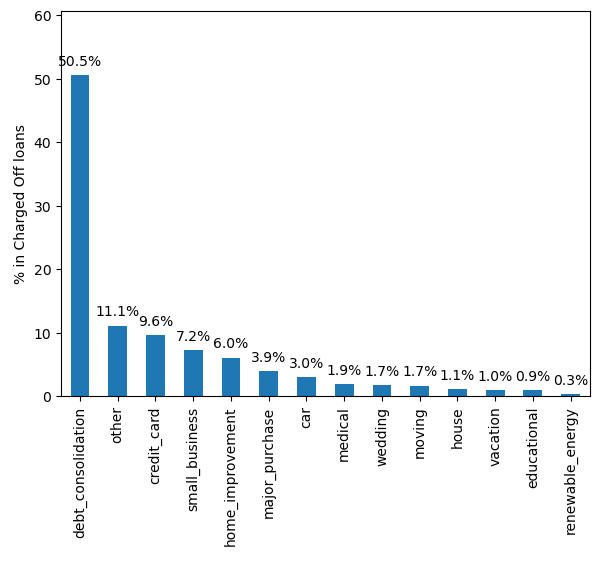 60
50
40
30
20
10
0
% in Charged Off loans
50.5%
11.1%
9.6%
7.2%
6.0%
3.9%
3.0%
1.9%
1.7%
1.7%
1.1%
1.0%
0.9%
0.3%
debt_consolidation
other
credit_card
small_business
home_improvement
major_purchase
car
medical
wedding
moving
house
vacation
educational
renewable_energy